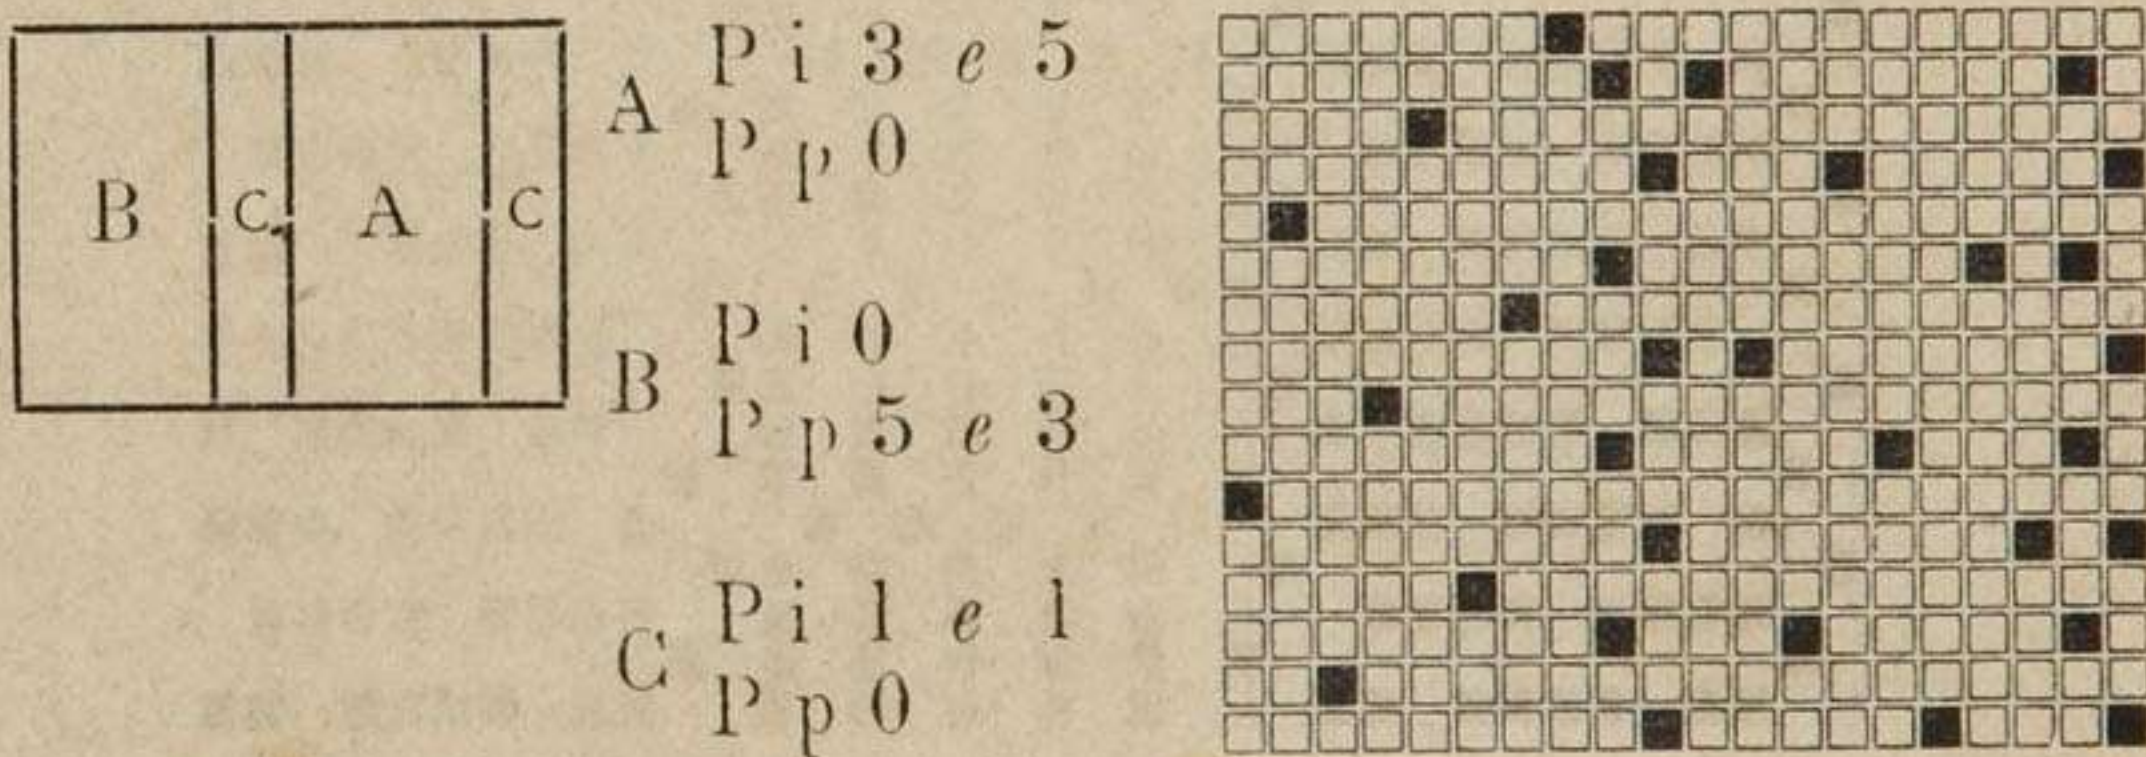 B C A C
A
P i 3 e 5
P p 0
B
P i 0
P p 5 e 3
C
P i 1 e 1
P p 0